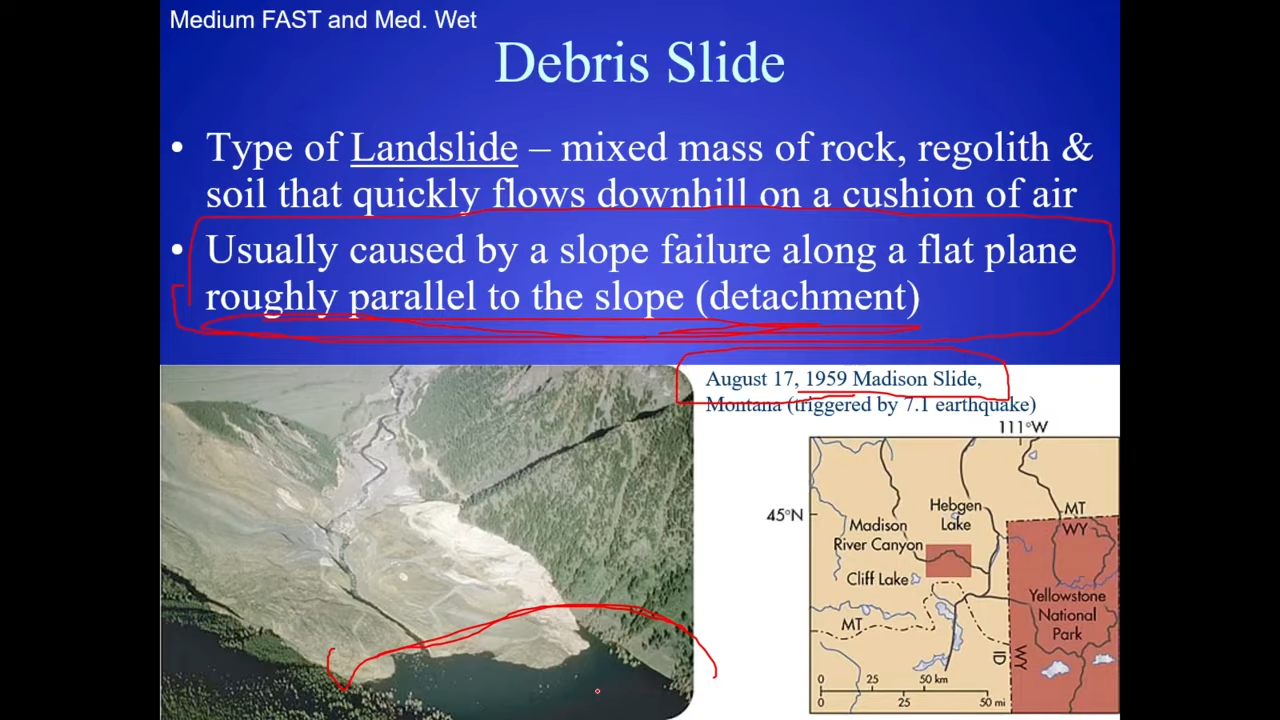 Medium FAST and Med. Wet
Debris Slide
• Type of Landslide – mixed mass of rock, regolith &
soil that quickly flows downhill on a cushion of air
• Usually caused by a slope failure along a flat plane
roughly parallel to the slope (detachment)
August 17, 1959 Madison Slide,
Montana (triggered by 7.1 earthquake)
111°W
45°N
Hebgen
Lake
MT
WY
Madison
River Canyon
Cliff Lake
Yellowstone
National
Park
MT
ID
WY
0 25 50 km
0 25 50 mi